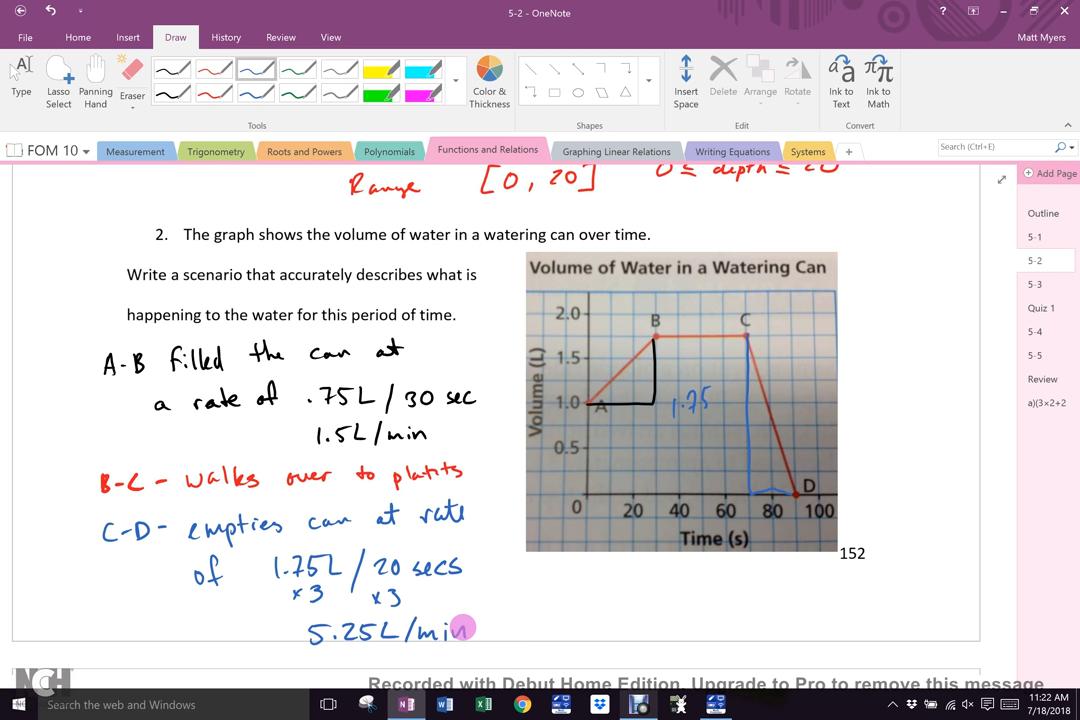 5-2 - OneNote
?
File
Home
Insert
Draw
History
Review
View
Matt Myers
Type
Lasso Select
Panning Hand
Eraser
Color & Thickness
Insert Space
Delete
Arrange
Rotate
Ink to Text
Ink to Math
Tools
Shapes
Edit
Convert
FOM 10
Measurement
Trigonometry
Roots and Powers
Polynomials
Functions and Relations
Graphing Linear Relations
Writing Equations
Systems
+
Search (Ctrl+E)
Add Page
Outline
5-1
5-2
5-3
Quiz 1
5-4
5-5
Review
a)(3×2+2
Range [0, 20] 0 ≤ depth ≤ 20
2. The graph shows the volume of water in a watering can over time.
Write a scenario that accurately describes what is
happening to the water for this period of time.
A-B filled the can at
a rate of .75L / 30 sec
1.5L/min
B-C - walks over to platnts
C-D- empties can at rate
of 1.75L / 20 secs
×3 ×3
5.25L/min
Volume of Water in a Watering Can
Volume (L)
2.0
1.5
1.0
0.5
0 20 40 60 80 100
Time (s)
A
B
C
D
1.75
152
NCH
Recorded with Debut Home Edition. Upgrade to Pro to remove this message
Search the web and Windows
11:22 AM
7/18/2018